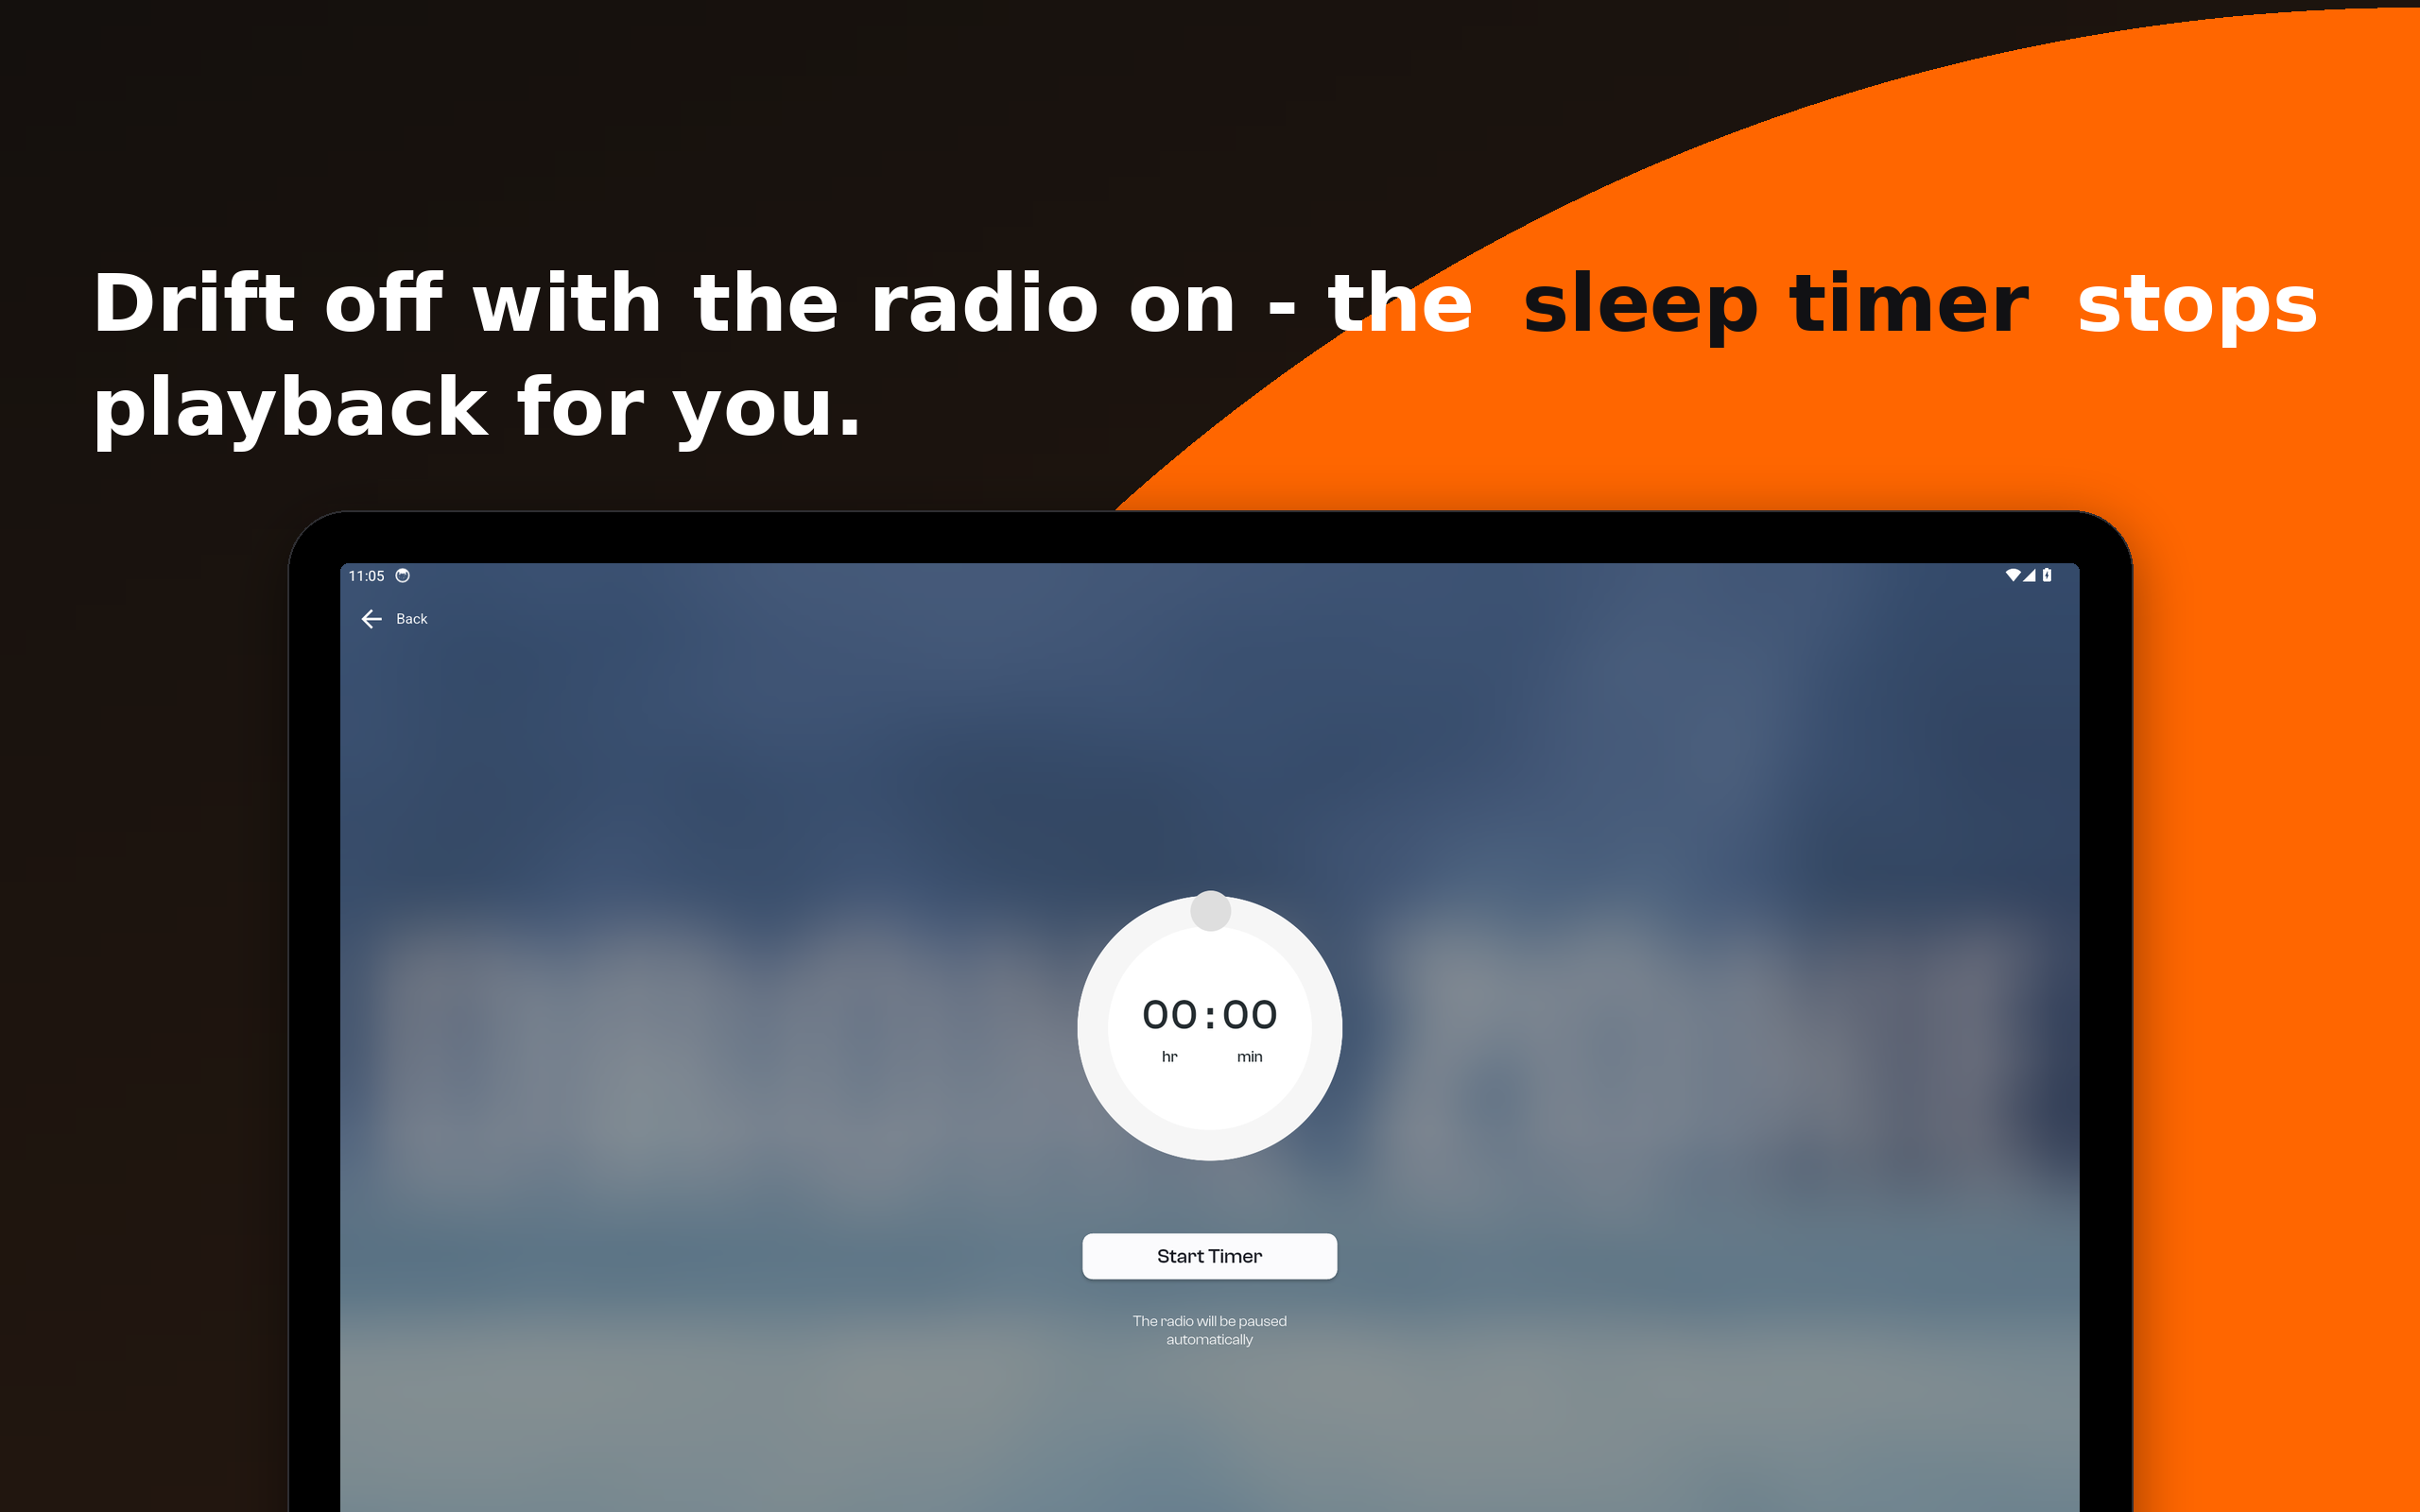 Drift off with the radio on - the sleep timer stops
playback for you.
11:05
Back
00:00
hr min
Start Timer
The radio will be paused
automatically